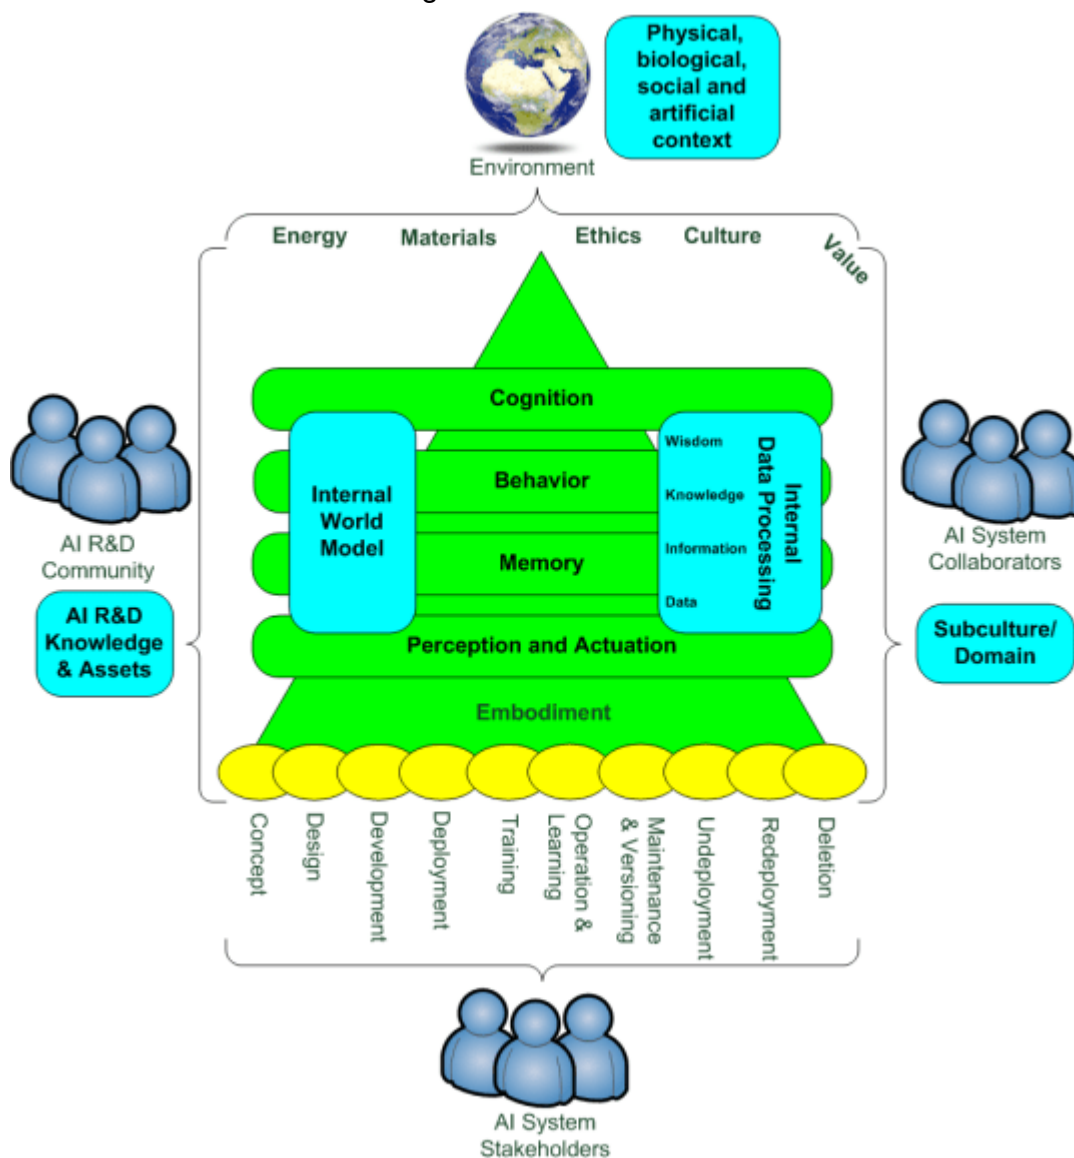 Physical,
biological,
social and
artificial
context
Environment
Energy
Materials
Ethics
Culture
Value
Cognition
Behavior
Memory
Perception and Actuation
Embodiment
Internal
World
Model
Wisdom
Knowledge
Information
Data
Internal
Data Processing
AI R&D
Community
AI R&D
Knowledge
& Assets
AI System
Collaborators
Subculture/
Domain
Concept
Design
Development
Deployment
Training
Operation &
Learning
Maintenance
& Versioning
Undeployment
Redeployment
Deletion
AI System
Stakeholders